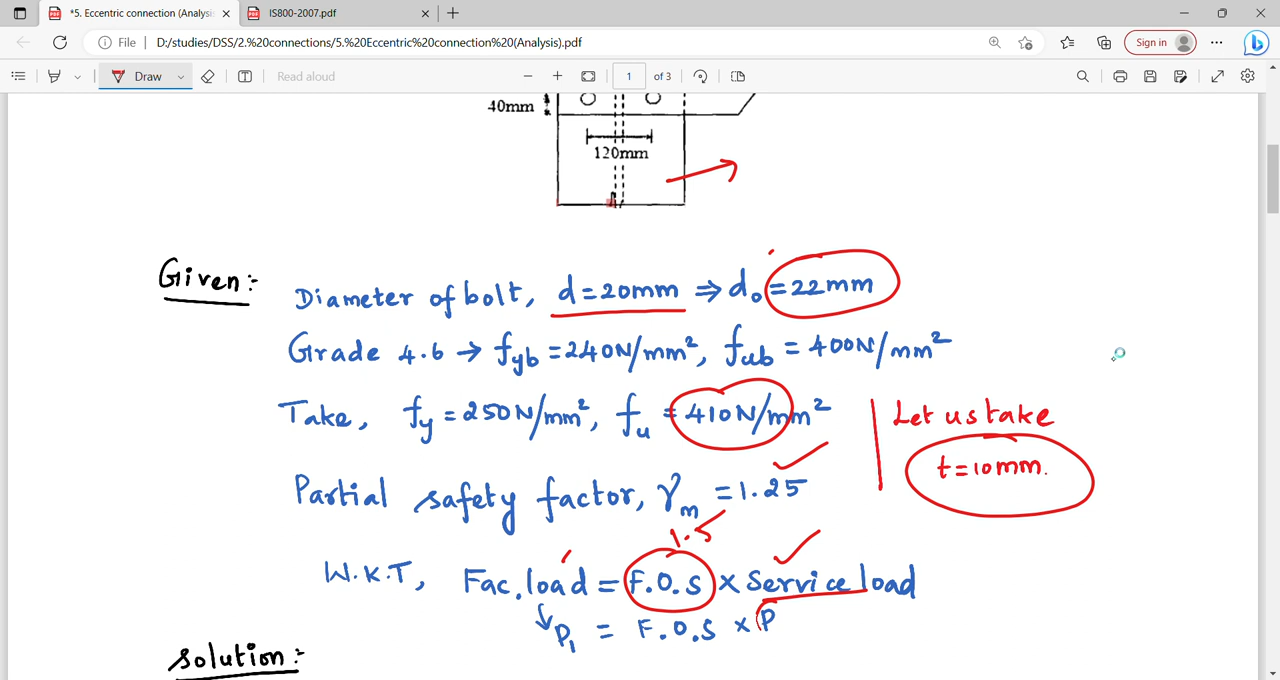 *5. Eccentric connection (Analysi
IS800-2007.pdf
File
D:/studies/DSS/2.%20connections/5.%20Eccentric%20connection%20(Analysis).pdf
Sign in
Draw
Read aloud
1
of 3
40mm
120mm
Given:-
Diameter of bolt, d=20mm ⇒ d₀ =22mm
Grade 4.6 → fyb =240N/mm², fub = 400N/mm²
Take, fy =250N/mm², fu =410N/mm²
Let us take
t=10mm.
Partial safety factor, γm =1.25
1.5
W.K.T, Fac.load = F.O.S × Service load
↳P₁ = F.O.S × P
Solution:-